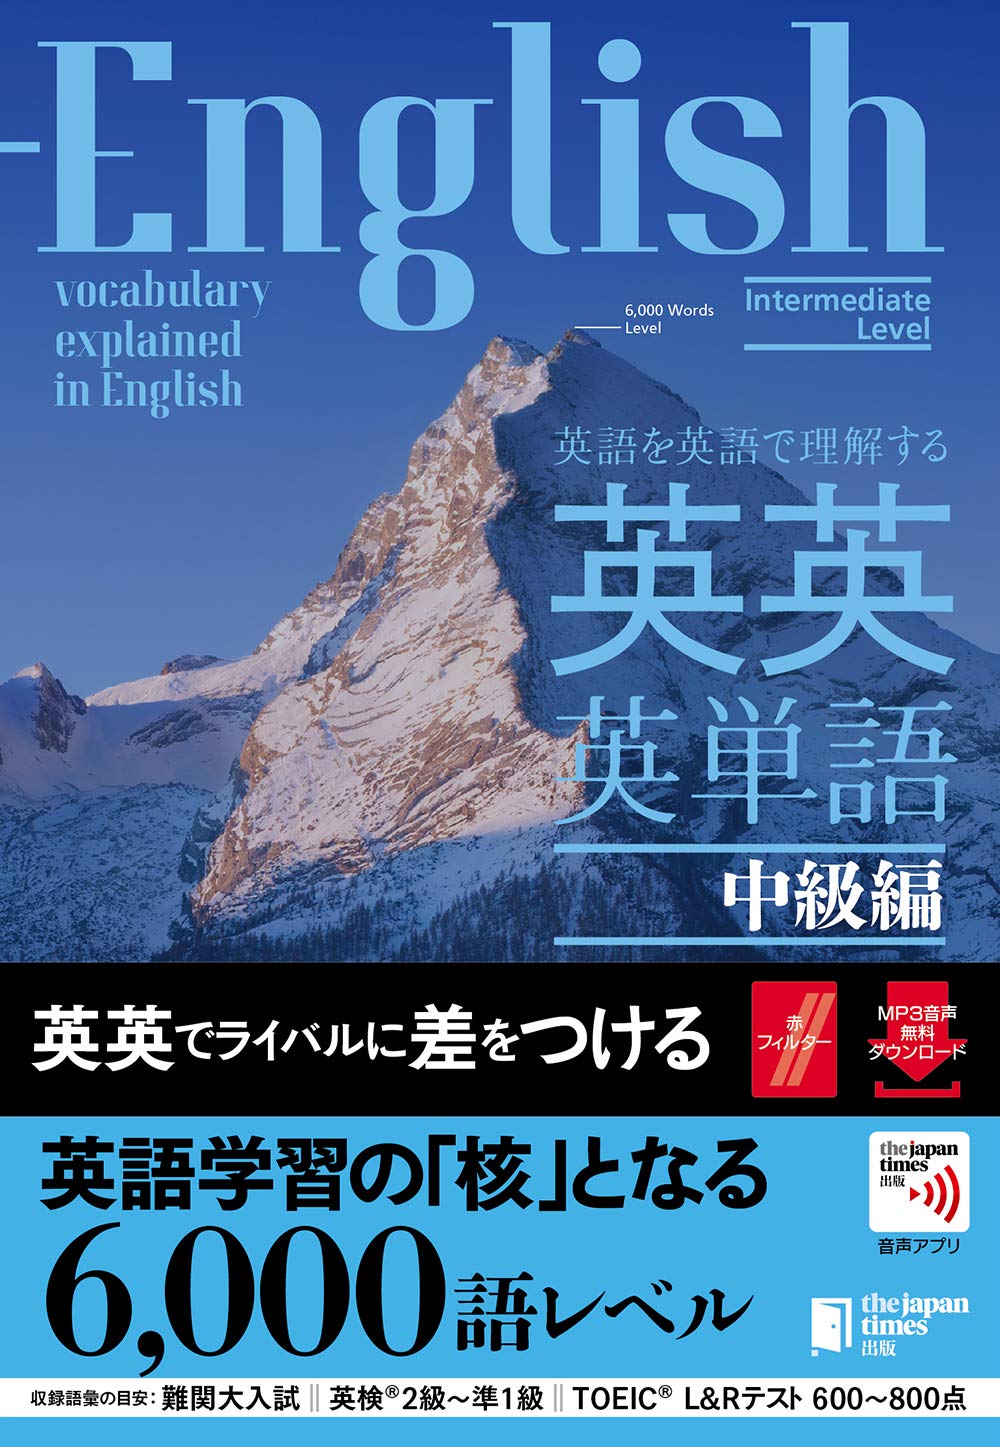 English
vocabulary
explained
in English
6,000 Words
Level
Intermediate
Level
英語を英語で理解する
英英
英単語
中級編
英英でライバルに差をつける
赤
フィルター
MP3音声
無料
ダウンロード
英語学習の「核」となる
6,000語レベル
the japan
times
出版
音声アプリ
the japan
times
出版
収録語彙の目安: 難関大入試 || 英検®2級〜準1級 || TOEIC® L&Rテスト 600〜800点